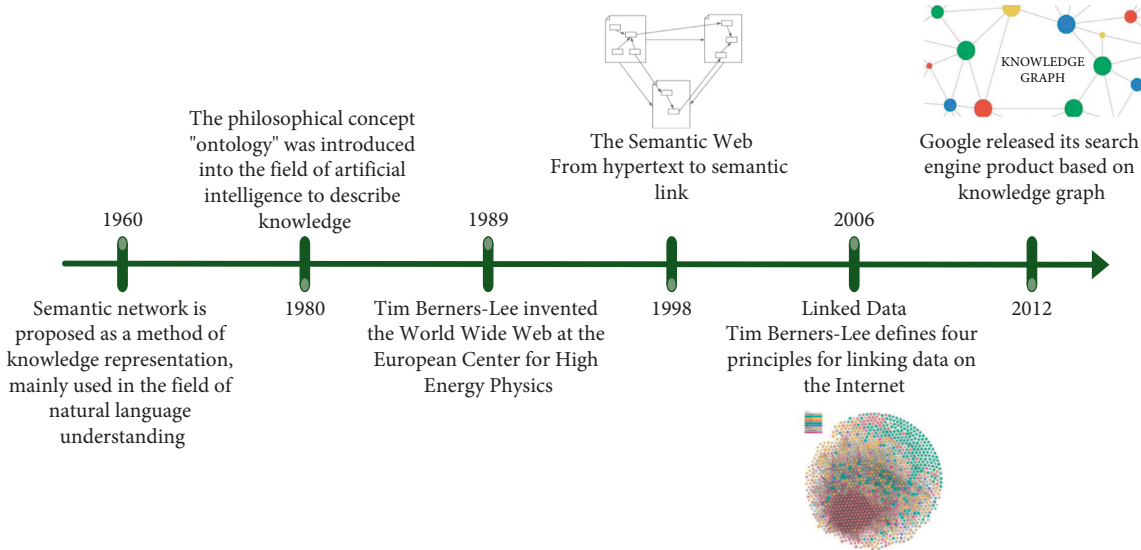 KNOWLEDGE
GRAPH
The philosophical concept
"ontology" was introduced
into the field of artificial
intelligence to describe
knowledge
The Semantic Web
From hypertext to semantic
link
Google released its search
engine product based on
knowledge graph
1960
1989
2006
1980
1998
2012
Semantic network is
proposed as a method of
knowledge representation,
mainly used in the field of
natural language
understanding
Tim Berners-Lee invented
the World Wide Web at the
European Center for High
Energy Physics
Linked Data
Tim Berners-Lee defines four
principles for linking data on
the Internet